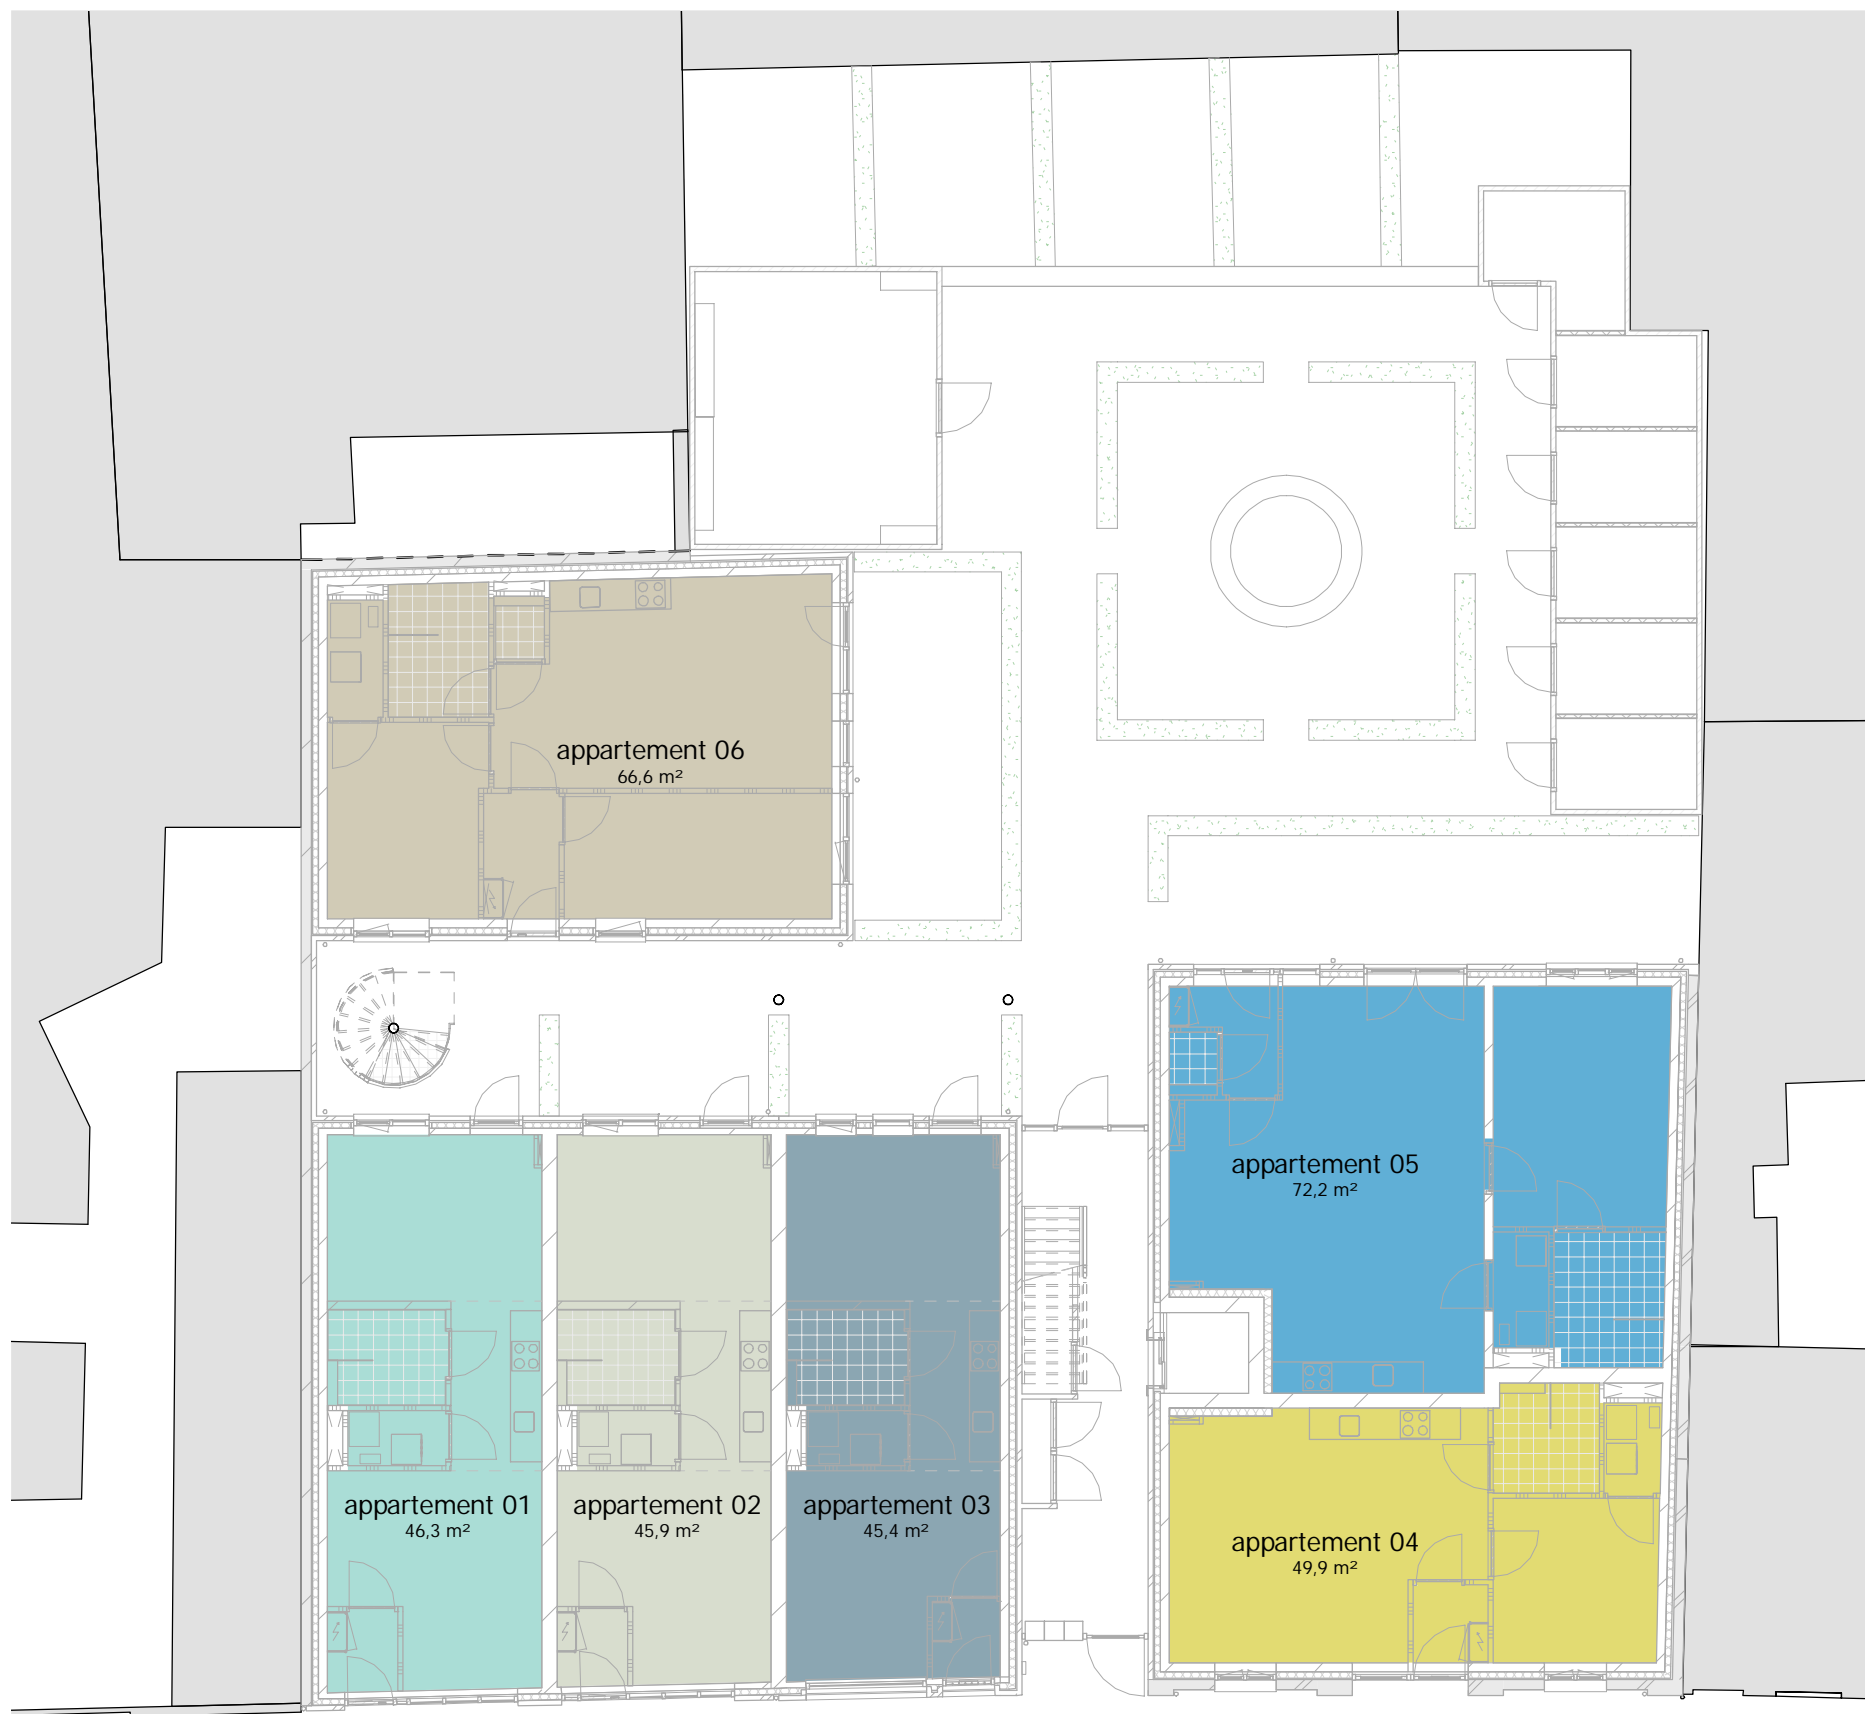 appartement 06
66,6 m²
appartement 05
72,2 m²
appartement 01
46,3 m²
appartement 02
45,9 m²
appartement 03
45,4 m²
appartement 04
49,9 m²